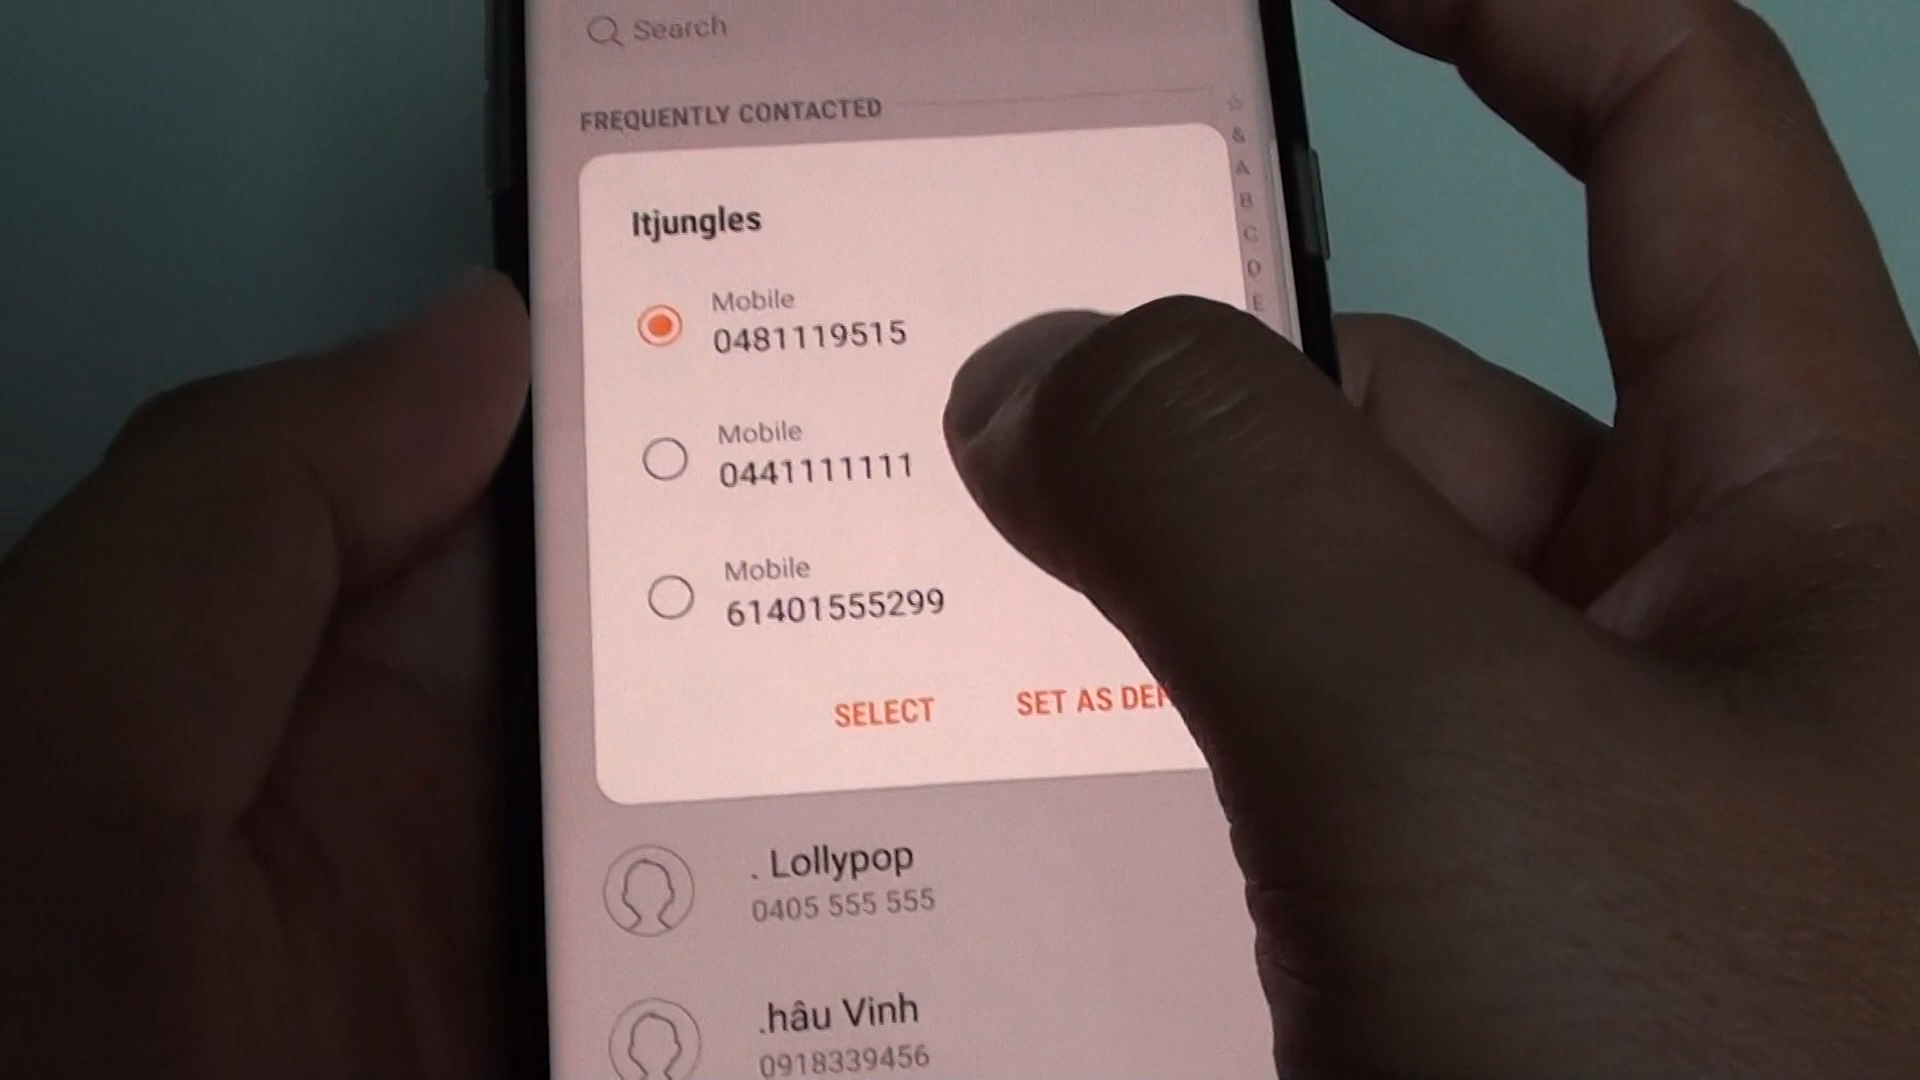 Search
FREQUENTLY CONTACTED
☆
&
A
B
C
D
E
Itjungles
Mobile
0481119515
Mobile
0441111111
Mobile
61401555299
SELECT
SET AS DEF
. Lollypop
0405 555 555
.hâu Vinh
0918339456